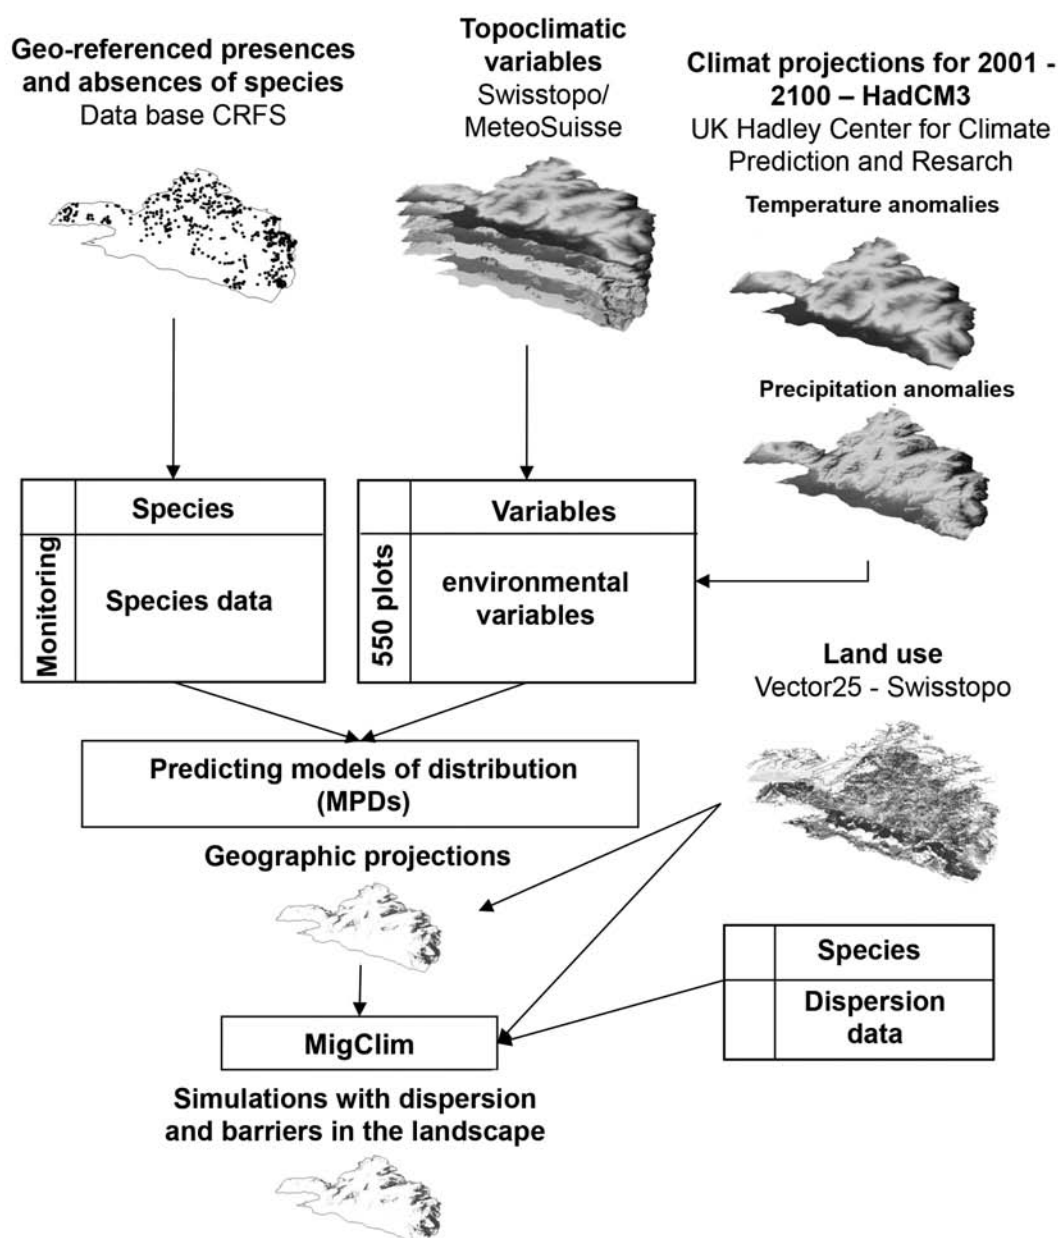 Geo-referenced presences
and absences of species
Data base CRFS
Topoclimatic
variables
Swisstopo/
MeteoSuisse
Climat projections for 2001 -
2100 – HadCM3
UK Hadley Center for Climate
Prediction and Resarch
Temperature anomalies
Precipitation anomalies
Species
Monitoring
Species data
Variables
550 plots
environmental
variables
Land use
Vector25 - Swisstopo
Predicting models of distribution
(MPDs)
Geographic projections
Species
Dispersion
data
MigClim
Simulations with dispersion
and barriers in the landscape